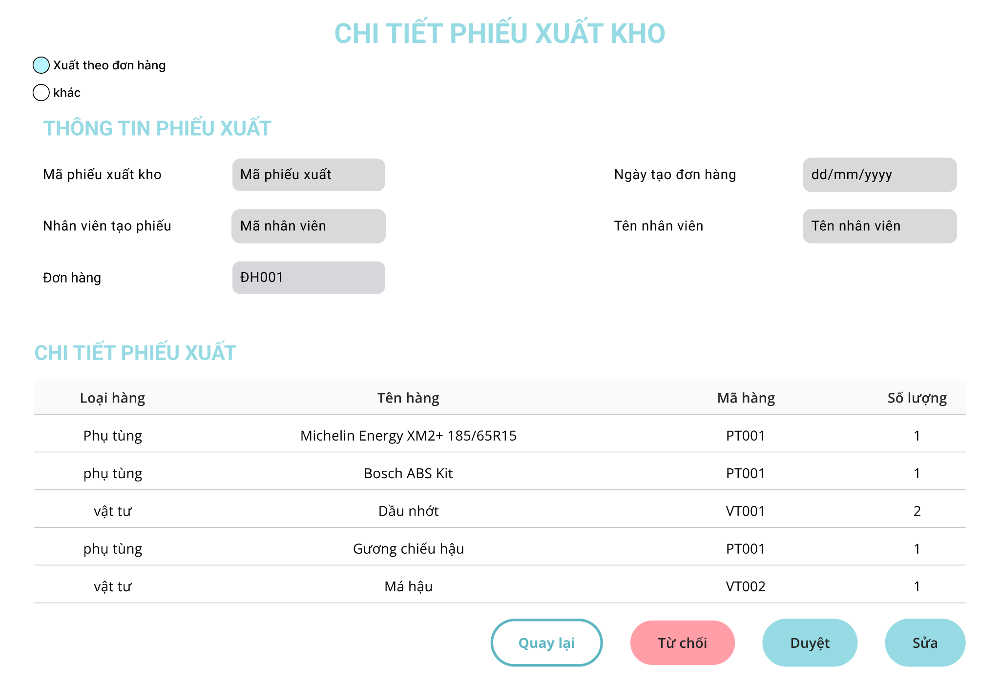 CHI TIẾT PHIẾU XUẤT KHO
Xuất theo đơn hàng
khác
THÔNG TIN PHIẾU XUẤT
Mã phiếu xuất kho Mã phiếu xuất Ngày tạo đơn hàng dd/mm/yyyy
Nhân viên tạo phiếu Mã nhân viên Tên nhân viên Tên nhân viên
Đơn hàng ĐH001
CHI TIẾT PHIẾU XUẤT
Loại hàng Tên hàng Mã hàng Số lượng
Phụ tùng Michelin Energy XM2+ 185/65R15 PT001 1
phụ tùng Bosch ABS Kit PT001 1
vật tư Dầu nhớt VT001 2
phụ tùng Gương chiếu hậu PT001 1
vật tư Má hậu VT002 1
Quay lại Từ chối Duyệt Sửa